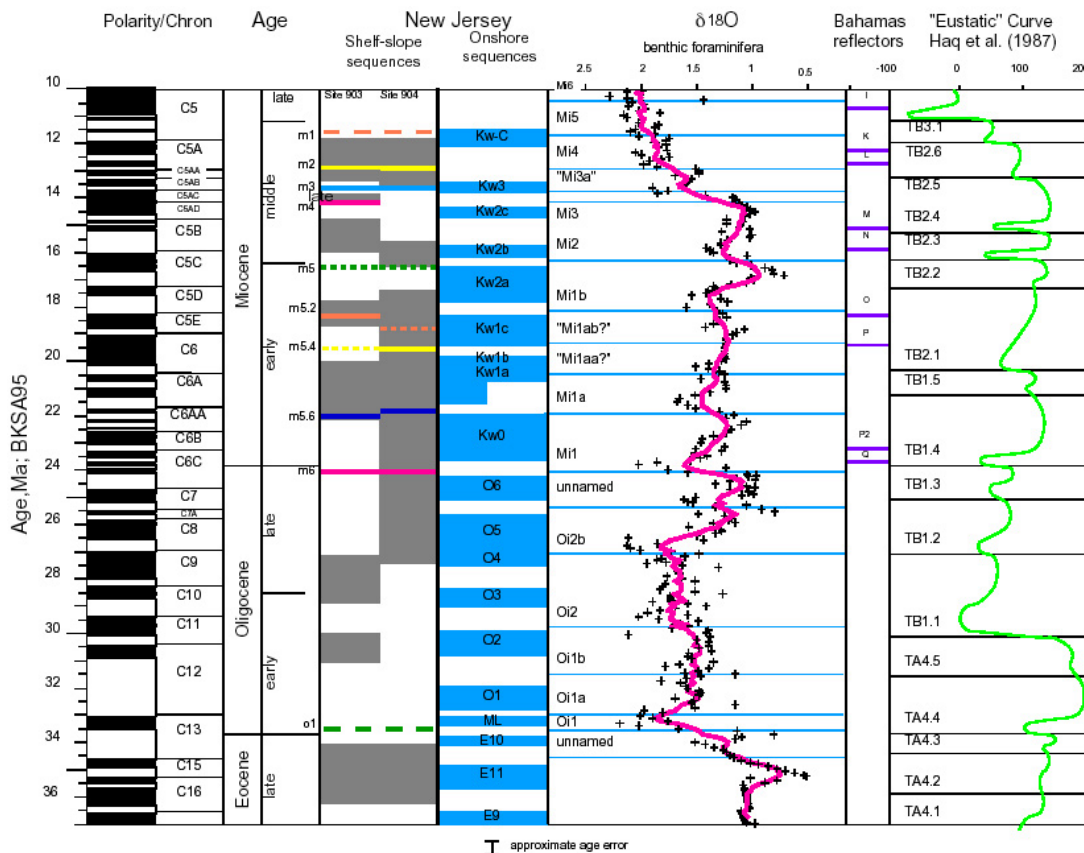 Polarity/Chron
Age
New Jersey
δ18O
Bahamas
reflectors
"Eustatic" Curve
Haq et al. (1987)
Shelf-slope
sequences
Onshore
sequences
benthic foraminifera
2.5
2
1.5
1
0.5
-100
0
100
200
Site 903
Site 904
Age,Ma; BKSA95
10
12
14
16
18
20
22
24
26
28
30
32
34
36
C5
C5A
C5AA
C5AB
C5AC
C5AD
C5B
C5C
C5D
C5E
C6
C6A
C6AA
C6B
C6C
C7
C7A
C8
C9
C10
C11
C12
C13
C15
C16
Miocene
Oligocene
Eocene
late
middle
late
early
late
early
late
m1
m2
m3
m4
m5
m5.2
m5.4
m5.6
m6
o1
Kw-C
Kw3
Kw2c
Kw2b
Kw2a
Kw1c
Kw1b
Kw1a
Kw0
O6
O5
O4
O3
O2
O1
ML
E10
E11
E9
Mi6
Mi5
Mi4
"Mi3a"
Mi3
Mi2
Mi1b
"Mi1ab?"
"Mi1aa?"
Mi1a
Mi1
unnamed
Oi2b
Oi2
Oi1b
Oi1a
Oi1
unnamed
I
K
L
M
N
O
P
P2
Q
TB3.1
TB2.6
TB2.5
TB2.4
TB2.3
TB2.2
TB2.1
TB1.5
TB1.4
TB1.3
TB1.2
TB1.1
TA4.5
TA4.4
TA4.3
TA4.2
TA4.1
approximate age error